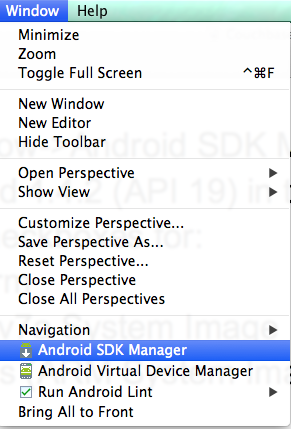 Window Help
Minimize
Zoom
Toggle Full Screen ^⌘F
New Window
New Editor
Hide Toolbar
Open Perspective
Show View
Customize Perspective...
Save Perspective As...
Reset Perspective...
Close Perspective
Close All Perspectives
Navigation
Android SDK Manager
Android Virtual Device Manager
Run Android Lint
Bring All to Front